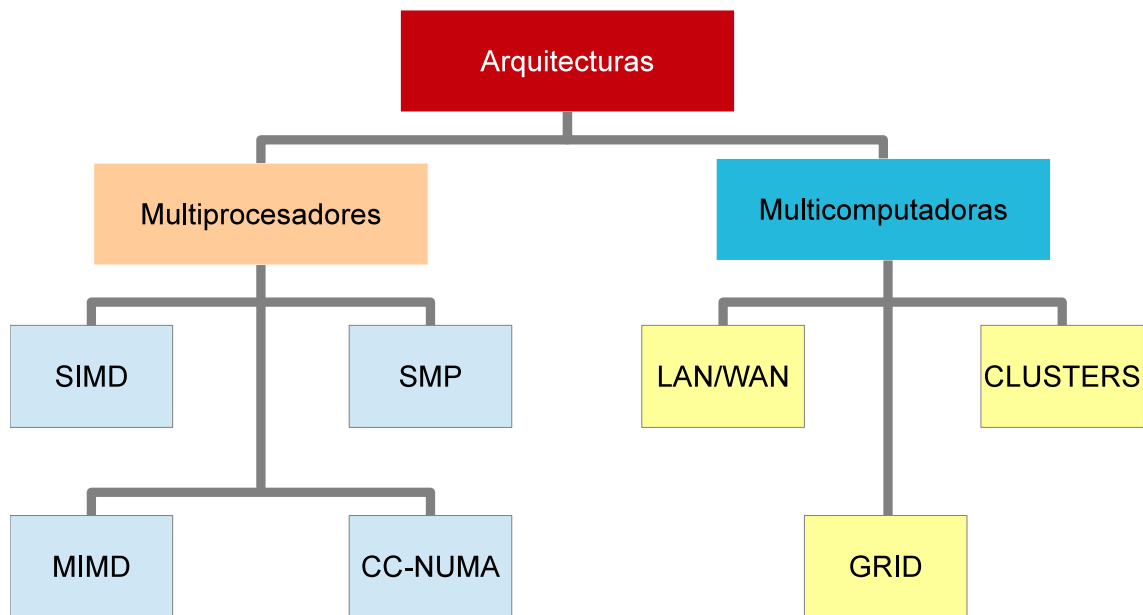 Arquitecturas
Multiprocesadores
Multicomputadoras
SIMD
SMP
LAN/WAN
CLUSTERS
MIMD
CC-NUMA
GRID